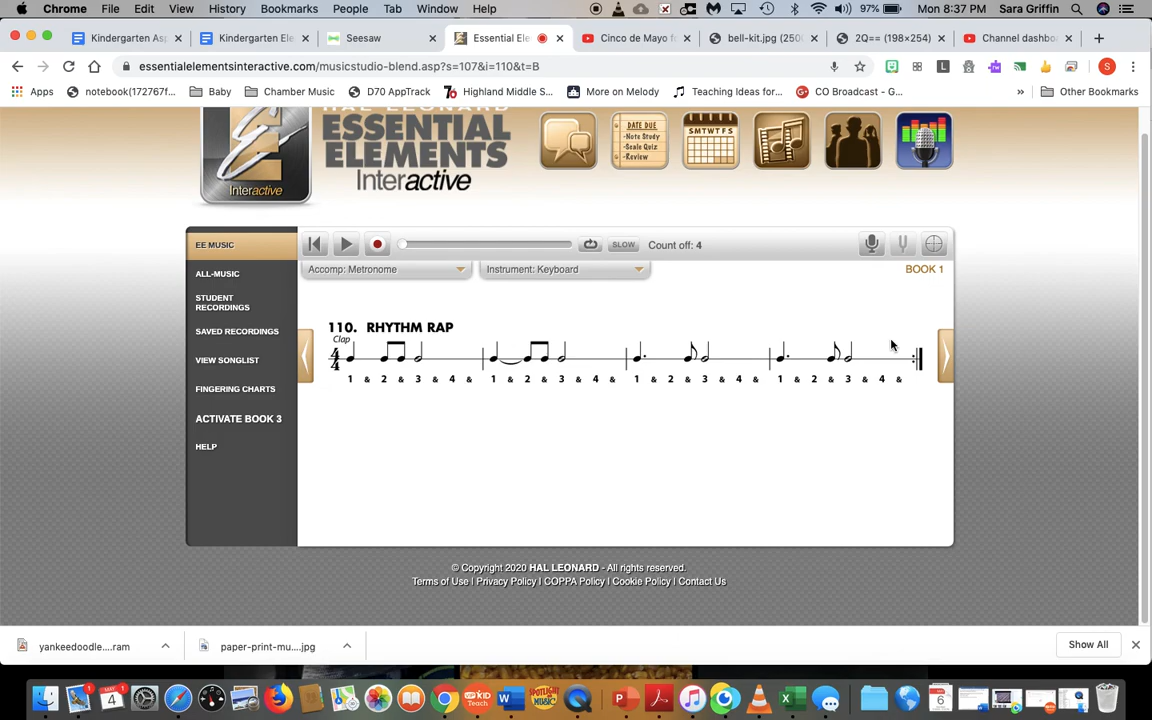 Chrome File Edit View History Bookmarks People Tab Window Help 97% Mon 8:37 PM Sara Griffin
Kindergarten As Kindergarten Ele Seesaw Essential Ele Cinco de Mayo fo bell-kit.jpg (250 2Q== (198×254) Channel dashbo
essentialelementsinteractive.com/musicstudio-blend.asp?s=107&i=110&t=B
Apps notebook(172767f... Baby Chamber Music D70 AppTrack Highland Middle S... More on Melody Teaching Ideas for... CO Broadcast - G... » Other Bookmarks
HAL LEONARD
ESSENTIAL
ELEMENTS
Interactive
Interactive
DATE DUE
-Note Study
-Scale Quiz
-Review
SMTWTFS
EE MUSIC
ALL-MUSIC
STUDENT
RECORDINGS
SAVED RECORDINGS
VIEW SONGLIST
FINGERING CHARTS
ACTIVATE BOOK 3
HELP
SLOW Count off: 4
Accomp: Metronome Instrument: Keyboard BOOK 1
110. RHYTHM RAP
Clap
4
4
1 & 2 & 3 & 4 & 1 & 2 & 3 & 4 & 1 & 2 & 3 & 4 & 1 & 2 & 3 & 4 &
© Copyright 2020 HAL LEONARD - All rights reserved.
Terms of Use | Privacy Policy | COPPA Policy | Cookie Policy | Contact Us
yankeedoodle....ram paper-print-mu....jpg Show All